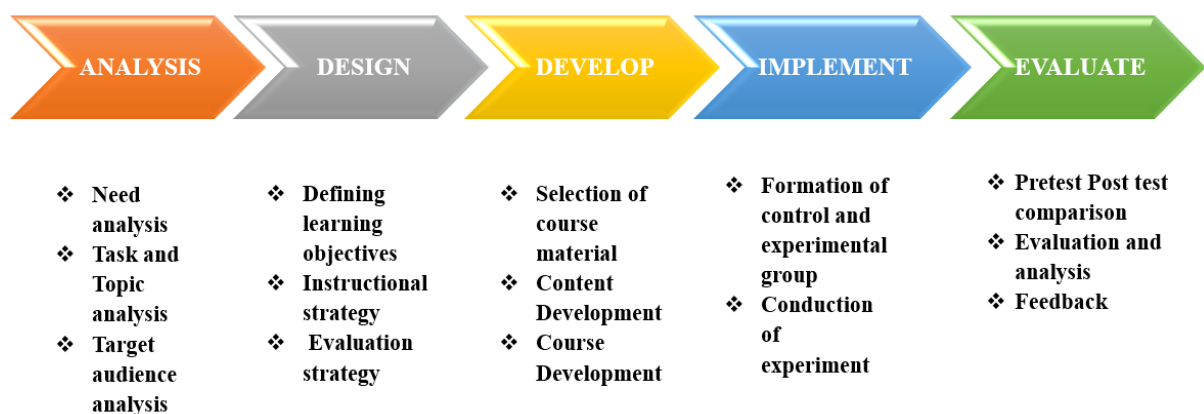 ANALYSIS
DESIGN
DEVELOP
IMPLEMENT
EVALUATE
❖ Need
analysis
❖ Task and
Topic
analysis
❖ Target
audience
analysis
❖ Defining
learning
objectives
❖ Instructional
strategy
❖ Evaluation
strategy
❖ Selection of
course
material
❖ Content
Development
❖ Course
Development
❖ Formation of
control and
experimental
group
❖ Conduction
of
experiment
❖ Pretest Post test
comparison
❖ Evaluation and
analysis
❖ Feedback